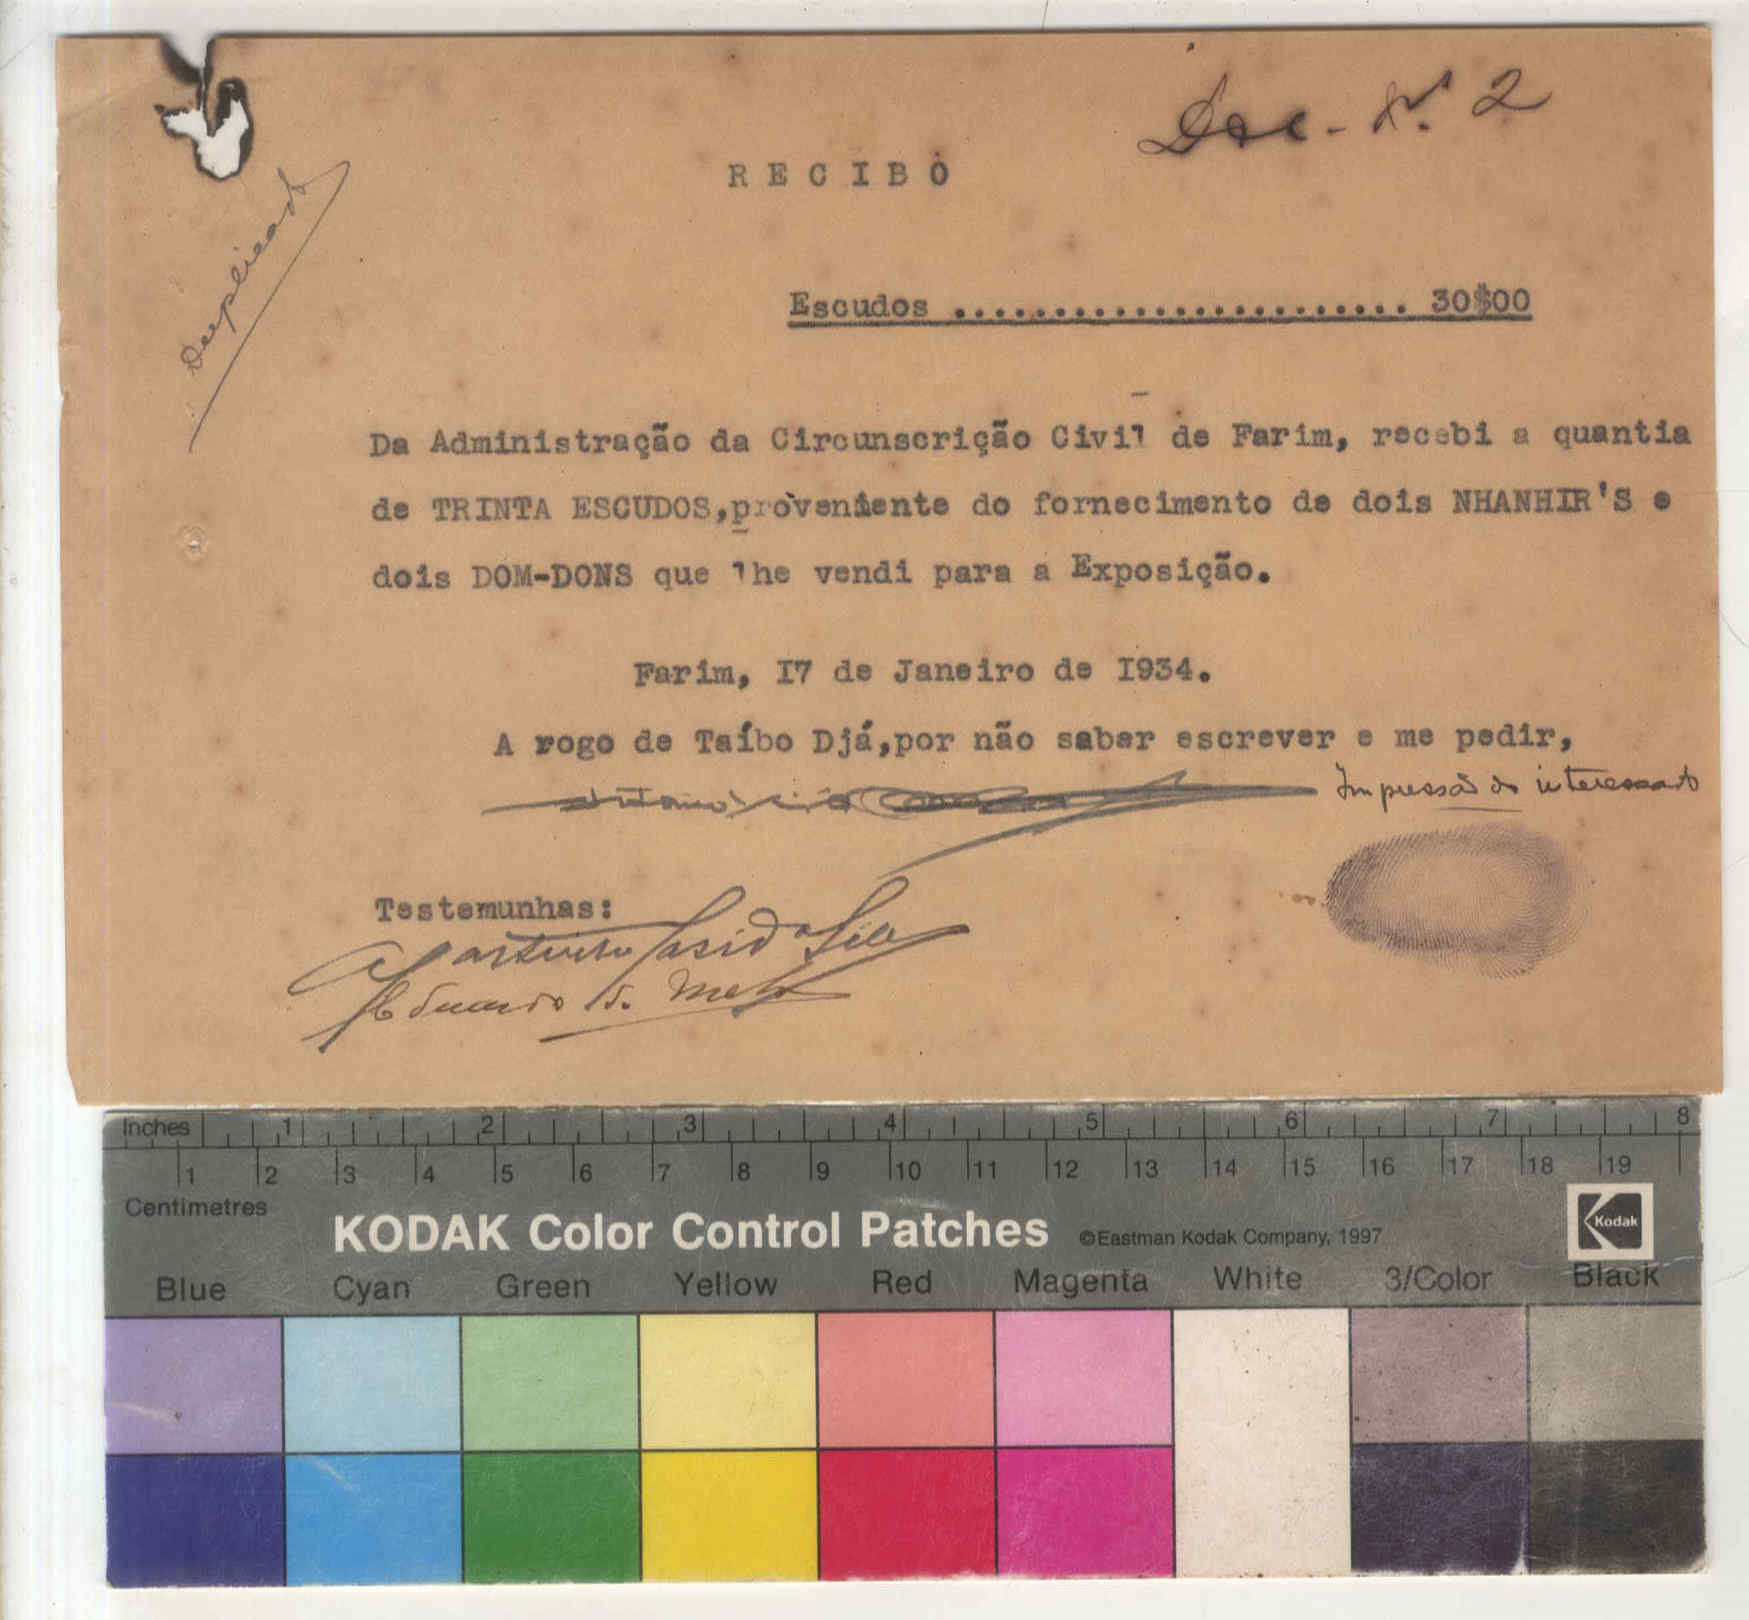 Doc. Nº 2
Duplicado
RECIBO
Escudos ....................... 30$00
Da Administração da Circunscrição Civil de Farim, recebi a quantia
de TRINTA ESCUDOS,proveniente do fornecimento de dois NHANHIR'S e
dois DOM-DONS que lhe vendi para a Exposição.
Farim, I7 de Janeiro de I934.
A rogo de Taíbo Djá,por não saber escrever e me pedir,
Impressão do interessado
Testemunhas:
Eduardo
Inches 1 2 3 4 5 6 7 8
1 2 3 4 5 6 7 8 9 10 11 12 13 14 15 16 17 18 19
Centimetres
KODAK Color Control Patches ©Eastman Kodak Company, 1997 Kodak
Blue Cyan Green Yellow Red Magenta White 3/Color Black